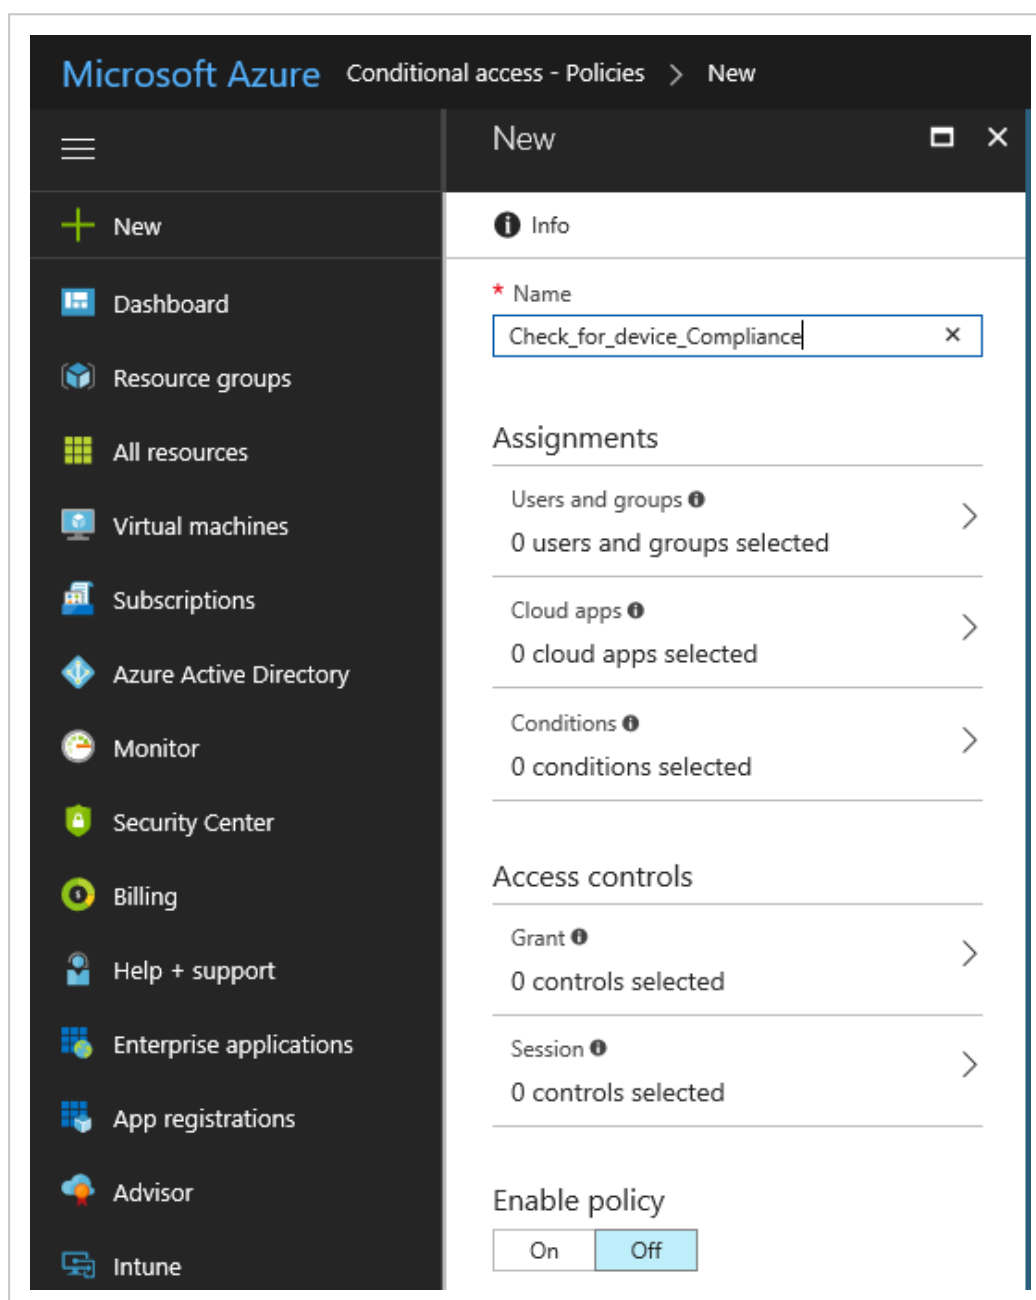 Microsoft Azure Conditional access - Policies > New
New
New
Dashboard
Resource groups
All resources
Virtual machines
Subscriptions
Azure Active Directory
Monitor
Security Center
Billing
Help + support
Enterprise applications
App registrations
Advisor
Intune
Info
* Name
Check_for_device_Compliance
Assignments
Users and groups
0 users and groups selected
Cloud apps
0 cloud apps selected
Conditions
0 conditions selected
Access controls
Grant
0 controls selected
Session
0 controls selected
Enable policy
On Off